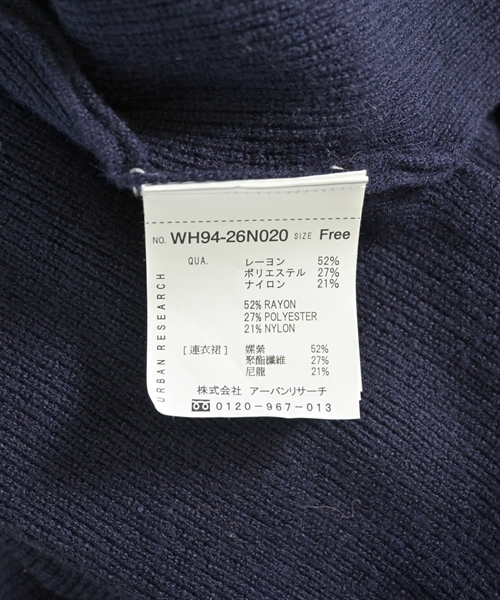 NO. WH94-26N020 SIZE Free
QUA. レーヨン 52%
ポリエステル 27%
ナイロン 21%
52% RAYON
27% POLYESTER
21% NYLON
[連衣裙] 嫘縈 52%
聚酯纖維 27%
尼龍 21%
株式会社 アーバンリサーチ
0120-967-013
URBAN RESEARCH